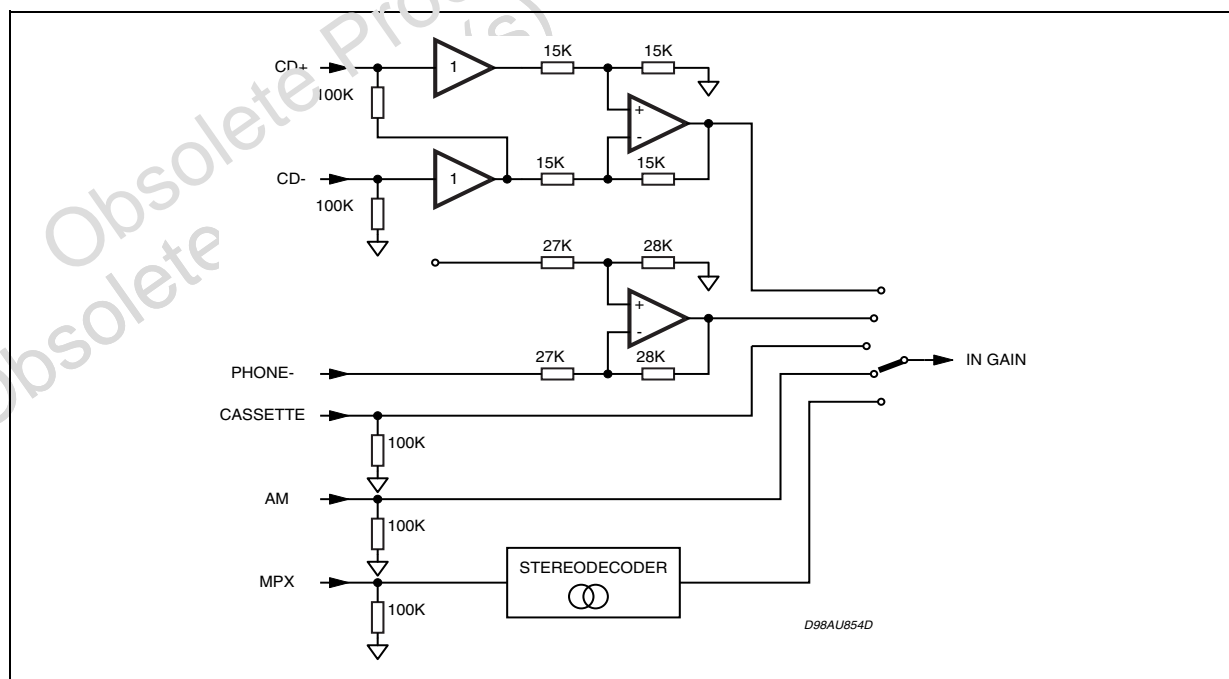 Obsolete Product(s)
Obsolete
CD+
100K
1
15K
15K
+
-
CD-
100K
1
15K
15K
27K
28K
+
-
27K
28K
PHONE-
CASSETTE
100K
AM
100K
MPX
100K
STEREODECODER
IN GAIN
D98AU854D